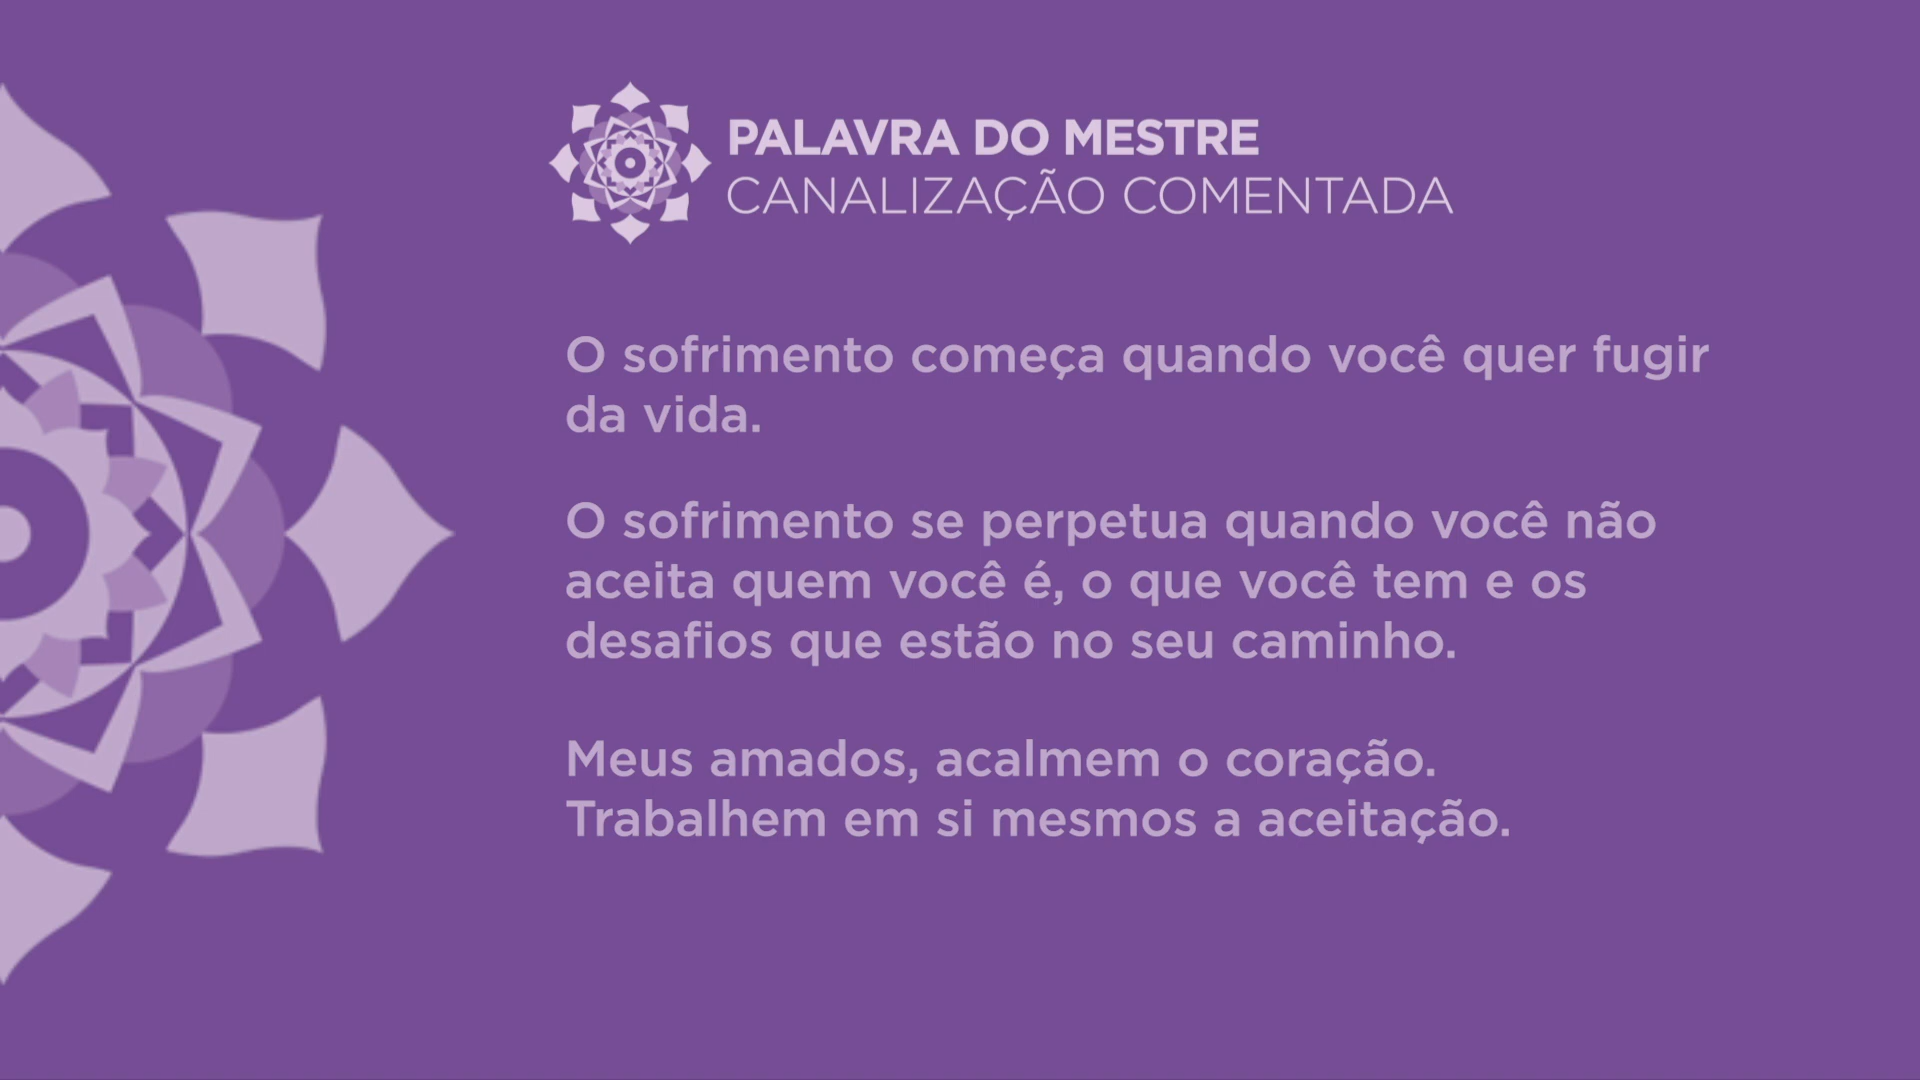 PALAVRA DO MESTRE
CANALIZAÇÃO COMENTADA
O sofrimento começa quando você quer fugir
da vida.
O sofrimento se perpetua quando você não
aceita quem você é, o que você tem e os
desafios que estão no seu caminho.
Meus amados, acalmem o coração.
Trabalhem em si mesmos a aceitação.